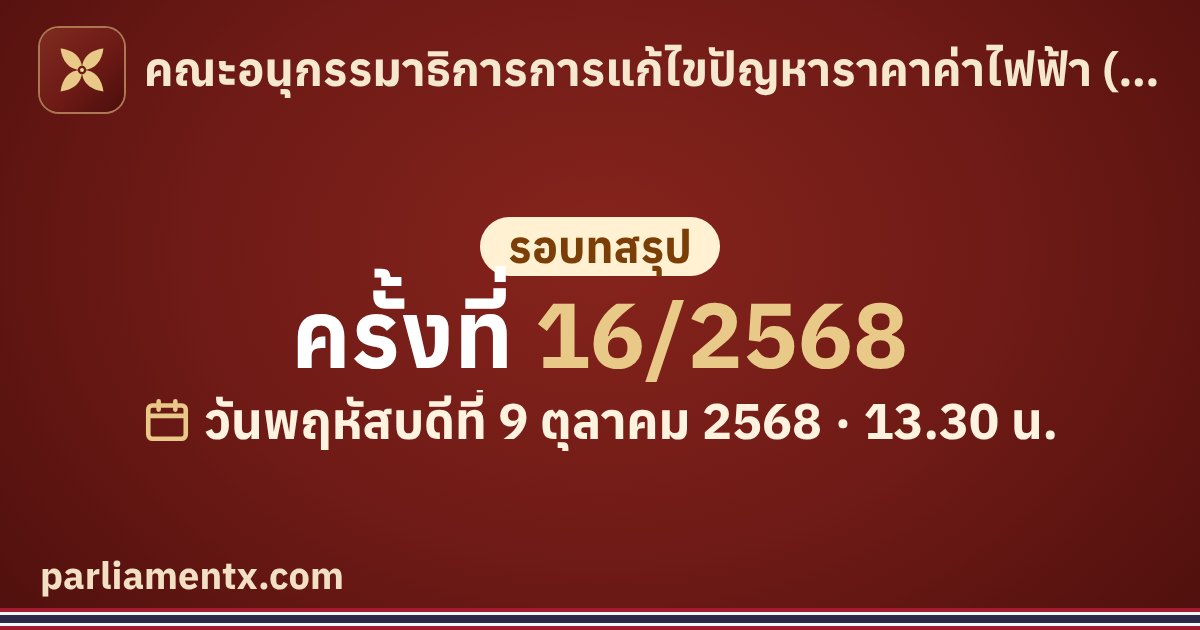 คณะอนุกรรมาธิการการแก้ไขปัญหาราคาค่าไฟฟ้า (...
รอบทสรุป
ครั้งที่ 16/2568
วันพฤหัสบดีที่ 9 ตุลาคม 2568 · 13.30 น.
parliamentx.com